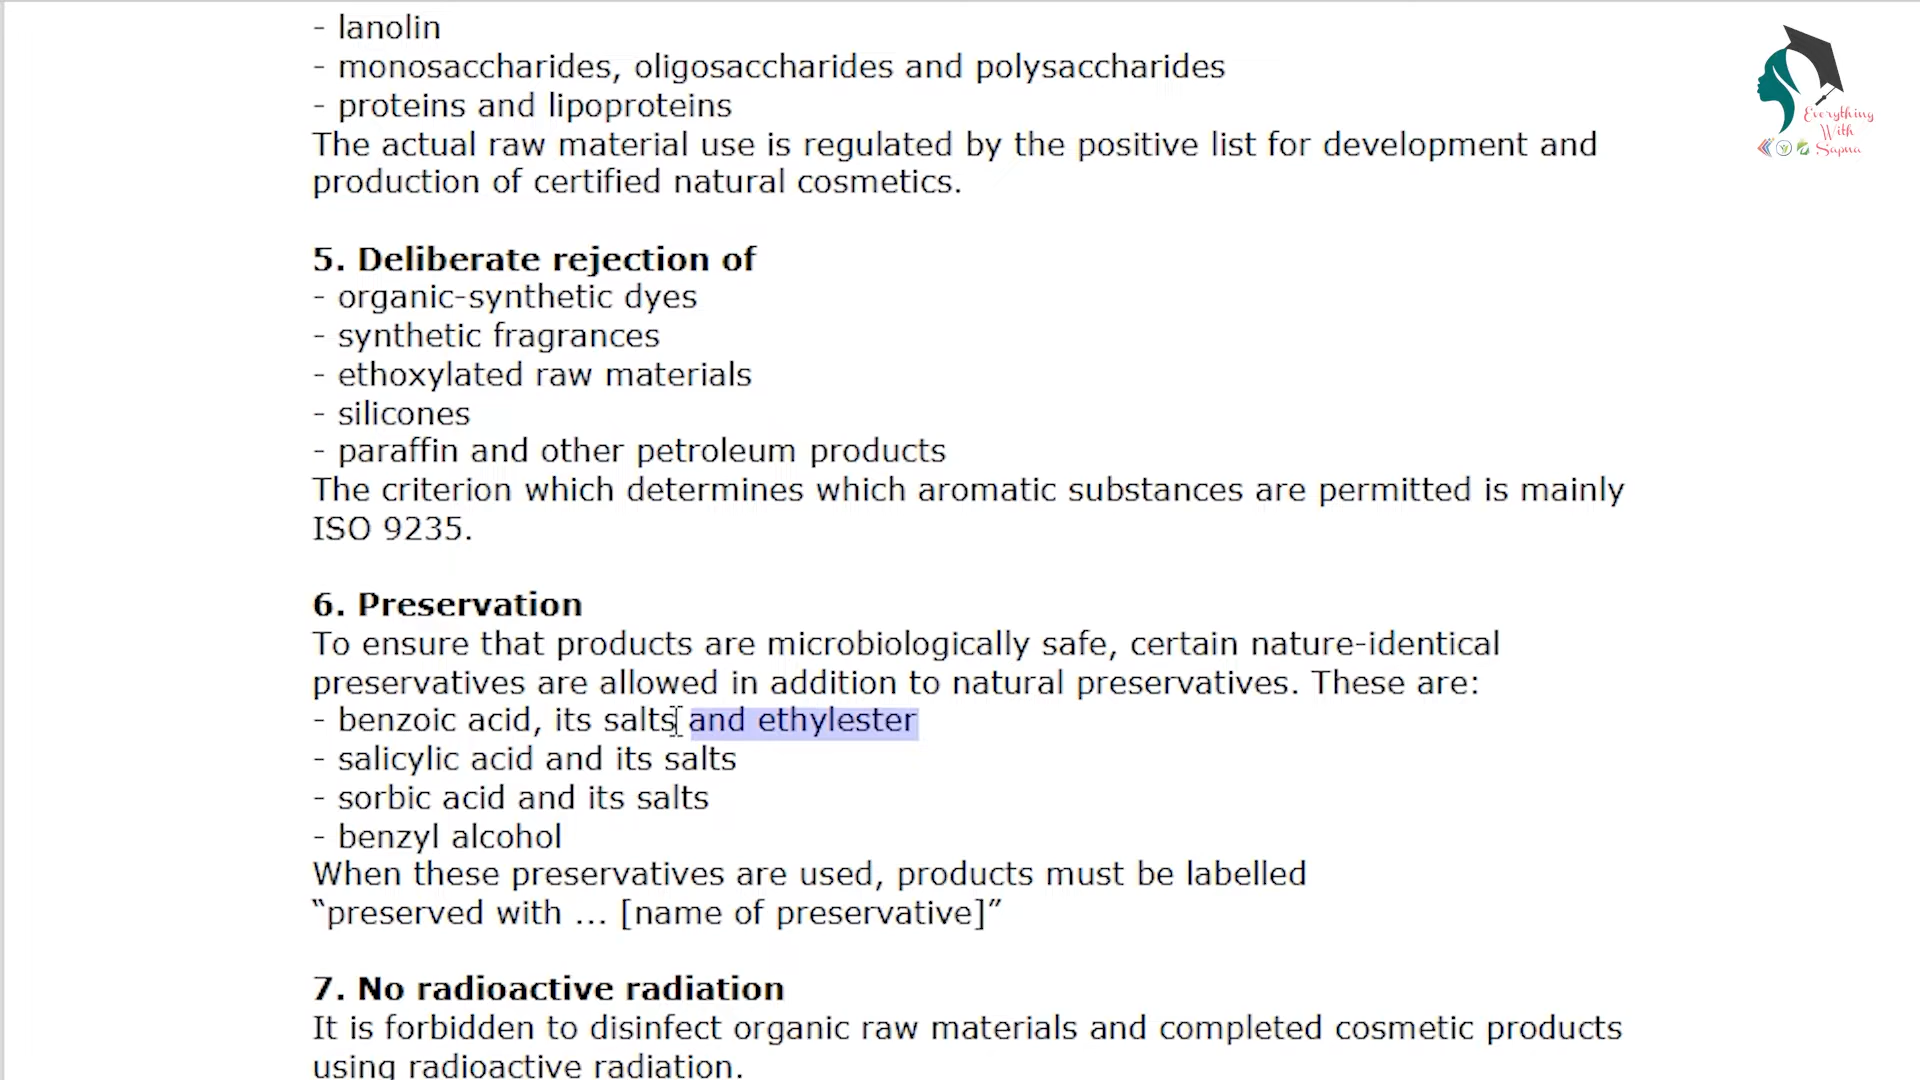 - lanolin
- monosaccharides, oligosaccharides and polysaccharides
- proteins and lipoproteins
The actual raw material use is regulated by the positive list for development and
production of certified natural cosmetics.
5. Deliberate rejection of
- organic-synthetic dyes
- synthetic fragrances
- ethoxylated raw materials
- silicones
- paraffin and other petroleum products
The criterion which determines which aromatic substances are permitted is mainly
ISO 9235.
6. Preservation
To ensure that products are microbiologically safe, certain nature-identical
preservatives are allowed in addition to natural preservatives. These are:
- benzoic acid, its salts and ethylester
- salicylic acid and its salts
- sorbic acid and its salts
- benzyl alcohol
When these preservatives are used, products must be labelled
“preserved with ... [name of preservative]”
7. No radioactive radiation
It is forbidden to disinfect organic raw materials and completed cosmetic products
using radioactive radiation.
Everything
With
Sapna